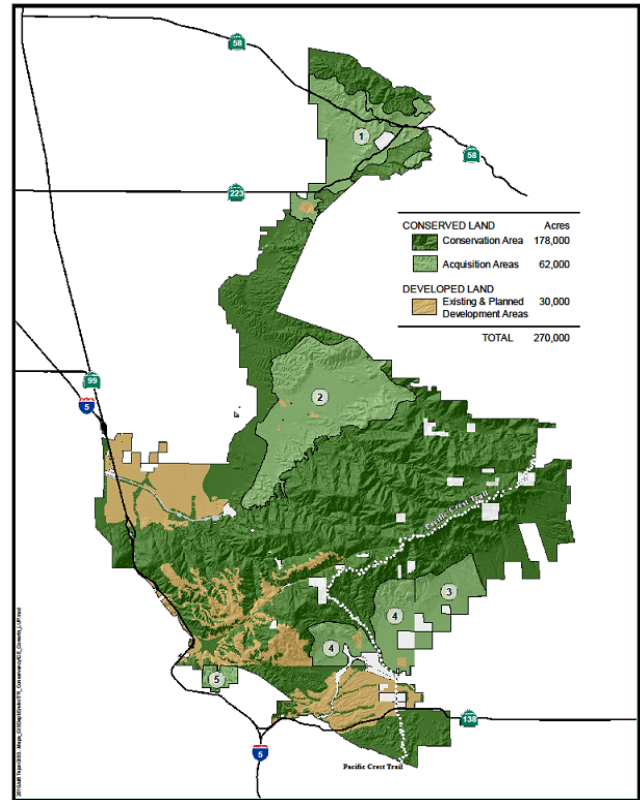 58
1
58
223
CONSERVED LAND Acres
Conservation Area 178,000
Acquisition Areas 62,000
DEVELOPED LAND
Existing & Planned 30,000
Development Areas
TOTAL 270,000
99
5
2
Pacific Crest Trail
3
4
4
5
138
5
Pacific Crest Trail